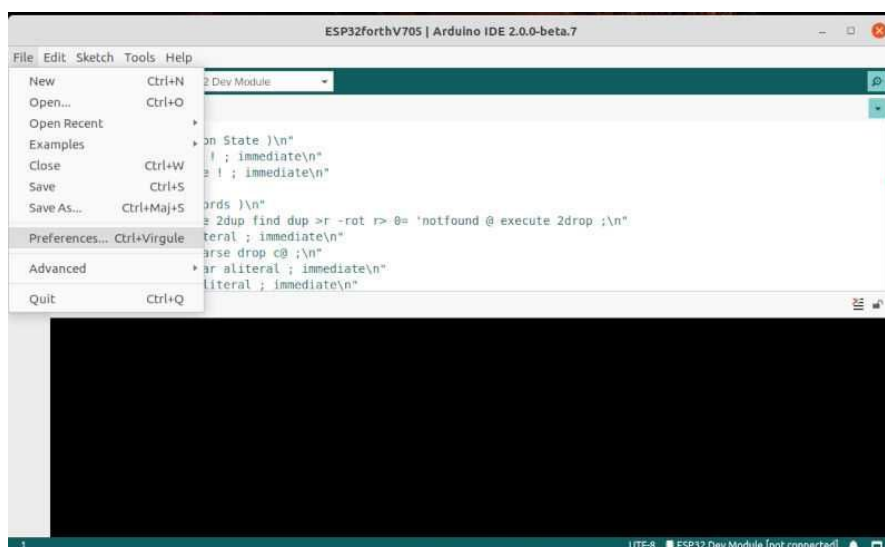 ESP32forthV705 | Arduino IDE 2.0.0-beta.7
File Edit Sketch Tools Help
New Ctrl+N
2 Dev Module
Open... Ctrl+O
Open Recent
Examples
on State )\n"
! ; immediate\n"
Close Ctrl+W
e ! ; immediate\n"
Save Ctrl+S
Save As... Ctrl+Maj+S
ords )\n"
e 2dup find dup >r -rot r> 0= 'notfound @ execute 2drop ;\n"
Preferences... Ctrl+Virgule
teral ; immediate\n"
arse drop c@ ;\n"
Advanced
ar aliteral ; immediate\n"
literal ; immediate\n"
Quit Ctrl+Q
1 UTF-8 ESP32 Dev Module [not connected]